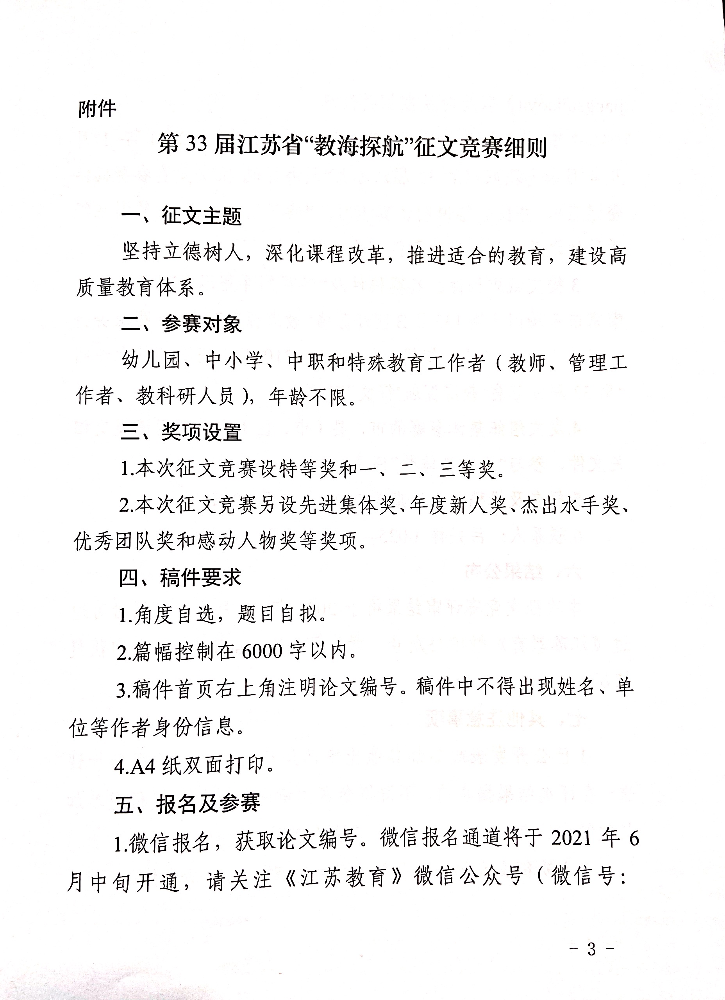 附件
第 33 届江苏省“教海探航”征文竞赛细则
一、征文主题
坚持立德树人，深化课程改革，推进适合的教育，建设高
质量教育体系。
二、参赛对象
幼儿园、中小学、中职和特殊教育工作者（教师、管理工
作者、教科研人员），年龄不限。
三、奖项设置
1.本次征文竞赛设特等奖和一、二、三等奖。
2.本次征文竞赛另设先进集体奖、年度新人奖、杰出水手奖、
优秀团队奖和感动人物奖等奖项。
四、稿件要求
1.角度自选，题目自拟。
2.篇幅控制在 6000 字以内。
3.稿件首页右上角注明论文编号。稿件中不得出现姓名、单
位等作者身份信息。
4.A4 纸双面打印。
五、报名及参赛
1.微信报名，获取论文编号。微信报名通道将于 2021 年 6
月中旬开通，请关注《江苏教育》微信公众号（微信号：
- 3 -